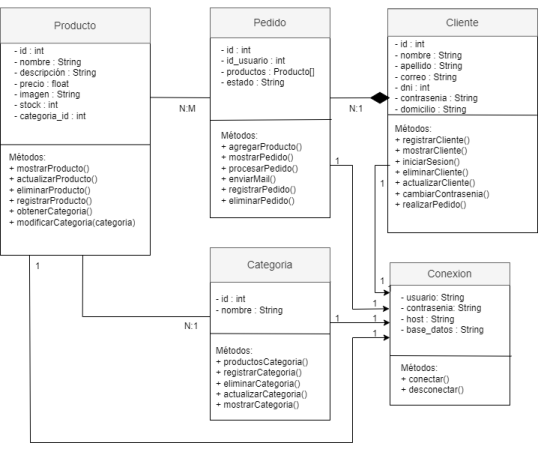 Producto
- id : int
- nombre : String
- descripción : String
- precio : float
- imagen : String
- stock : int
- categoria_id : int
Métodos:
+ mostrarProducto()
+ actualizarProducto()
+ eliminarProducto()
+ registrarProducto()
+ obtenerCategoria()
+ modificarCategoria(categoria)
N:M
Pedido
- id : int
- id_usuario : int
- productos : Producto[]
- estado : String
Métodos:
+ agregarProducto()
+ mostrarPedido()
+ procesarPedido()
+ enviarMail()
+ registrarPedido()
+ eliminarPedido()
N:1
Cliente
- id : int
- nombre : String
- apellido : String
- correo : String
- dni : int
- contrasenia : String
- domicilio : String
Métodos:
+ registrarCliente()
+ mostrarCliente()
+ iniciarSesion()
+ eliminarCliente()
+ actualizarCliente()
+ cambiarContrasenia()
+ realizarPedido()
1
1
1
N:1
Categoria
- id : int
- nombre : String
Métodos:
+ productosCategoria()
+ registrarCategoria()
+ eliminarCategoria()
+ actualizarCategoria()
+ mostrarCategoria()
1
1
1
1
1
Conexion
- usuario: String
- contrasenia: String
- host : String
- base_datos : String
Métodos:
+ conectar()
+ desconectar()